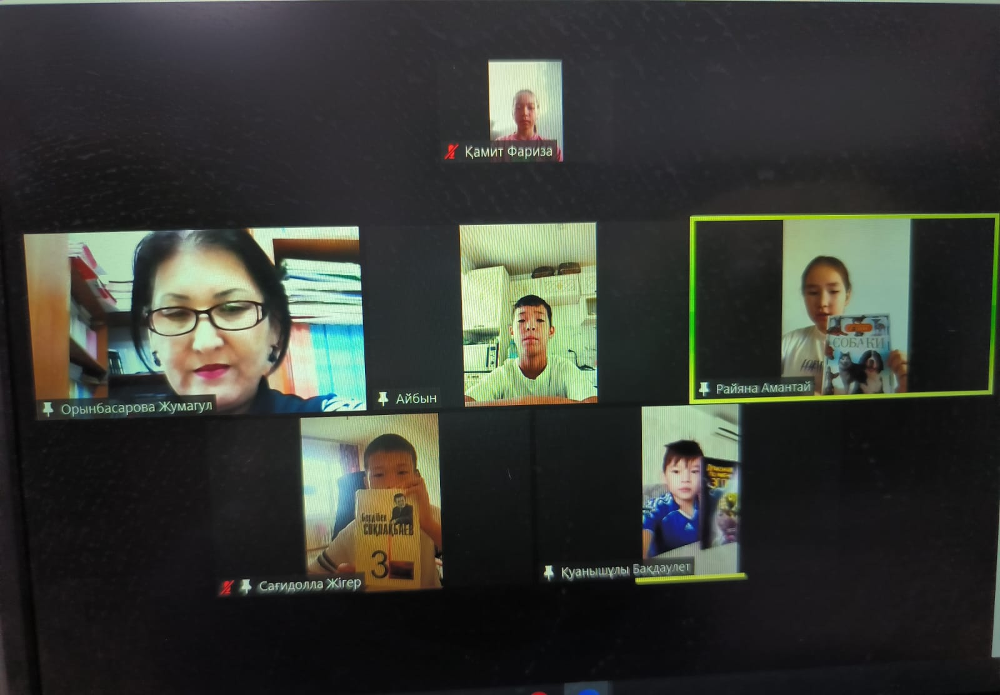 Қамит Фариза
Орынбасарова Жумагул
Айбын
Райяна Амантай
СОБАКИ
Бердібек
СОҚПАҚБАЕВ
3
Сағидолла Жігер
Қуанышұлы Бақдаулет